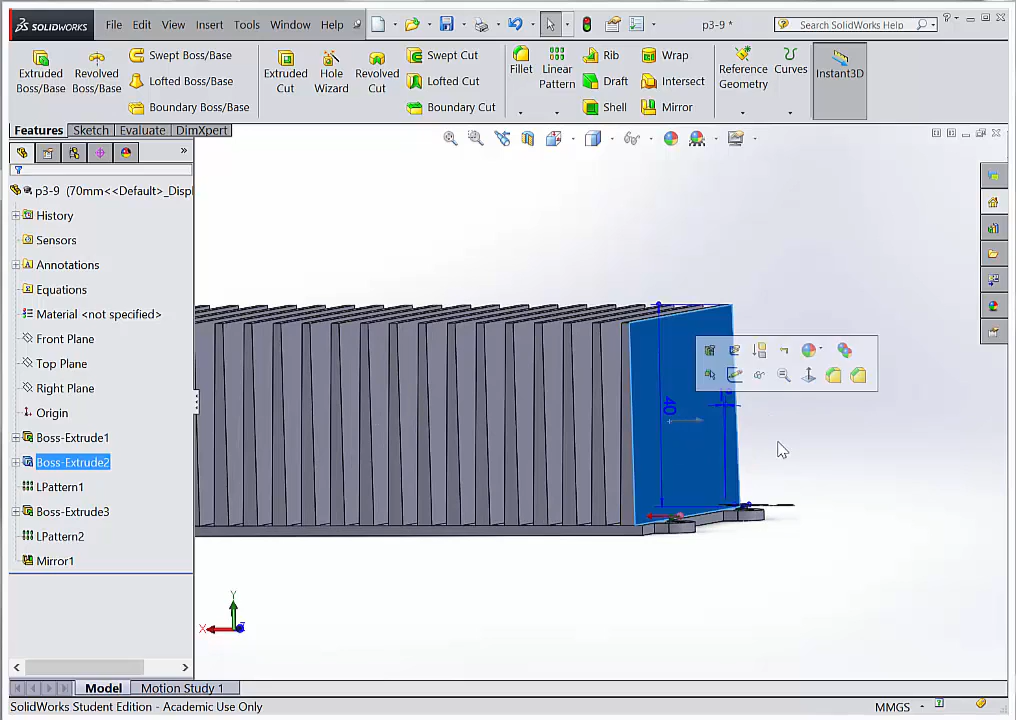 SOLIDWORKS File Edit View Insert Tools Window Help p3-9 * Search SolidWorks Help
Extruded Boss/Base
Revolved Boss/Base
Swept Boss/Base
Lofted Boss/Base
Boundary Boss/Base
Extruded Cut
Hole Wizard
Revolved Cut
Swept Cut
Lofted Cut
Boundary Cut
Fillet
Linear Pattern
Rib
Draft
Shell
Wrap
Intersect
Mirror
Reference Geometry
Curves
Instant3D
Features Sketch Evaluate DimXpert
p3-9 (70mm<<Default>_Displ
History
Sensors
Annotations
Equations
Material <not specified>
Front Plane
Top Plane
Right Plane
Origin
Boss-Extrude1
Boss-Extrude2
LPattern1
Boss-Extrude3
LPattern2
Mirror1
40
Y
X
Model Motion Study 1
SolidWorks Student Edition - Academic Use Only MMGS